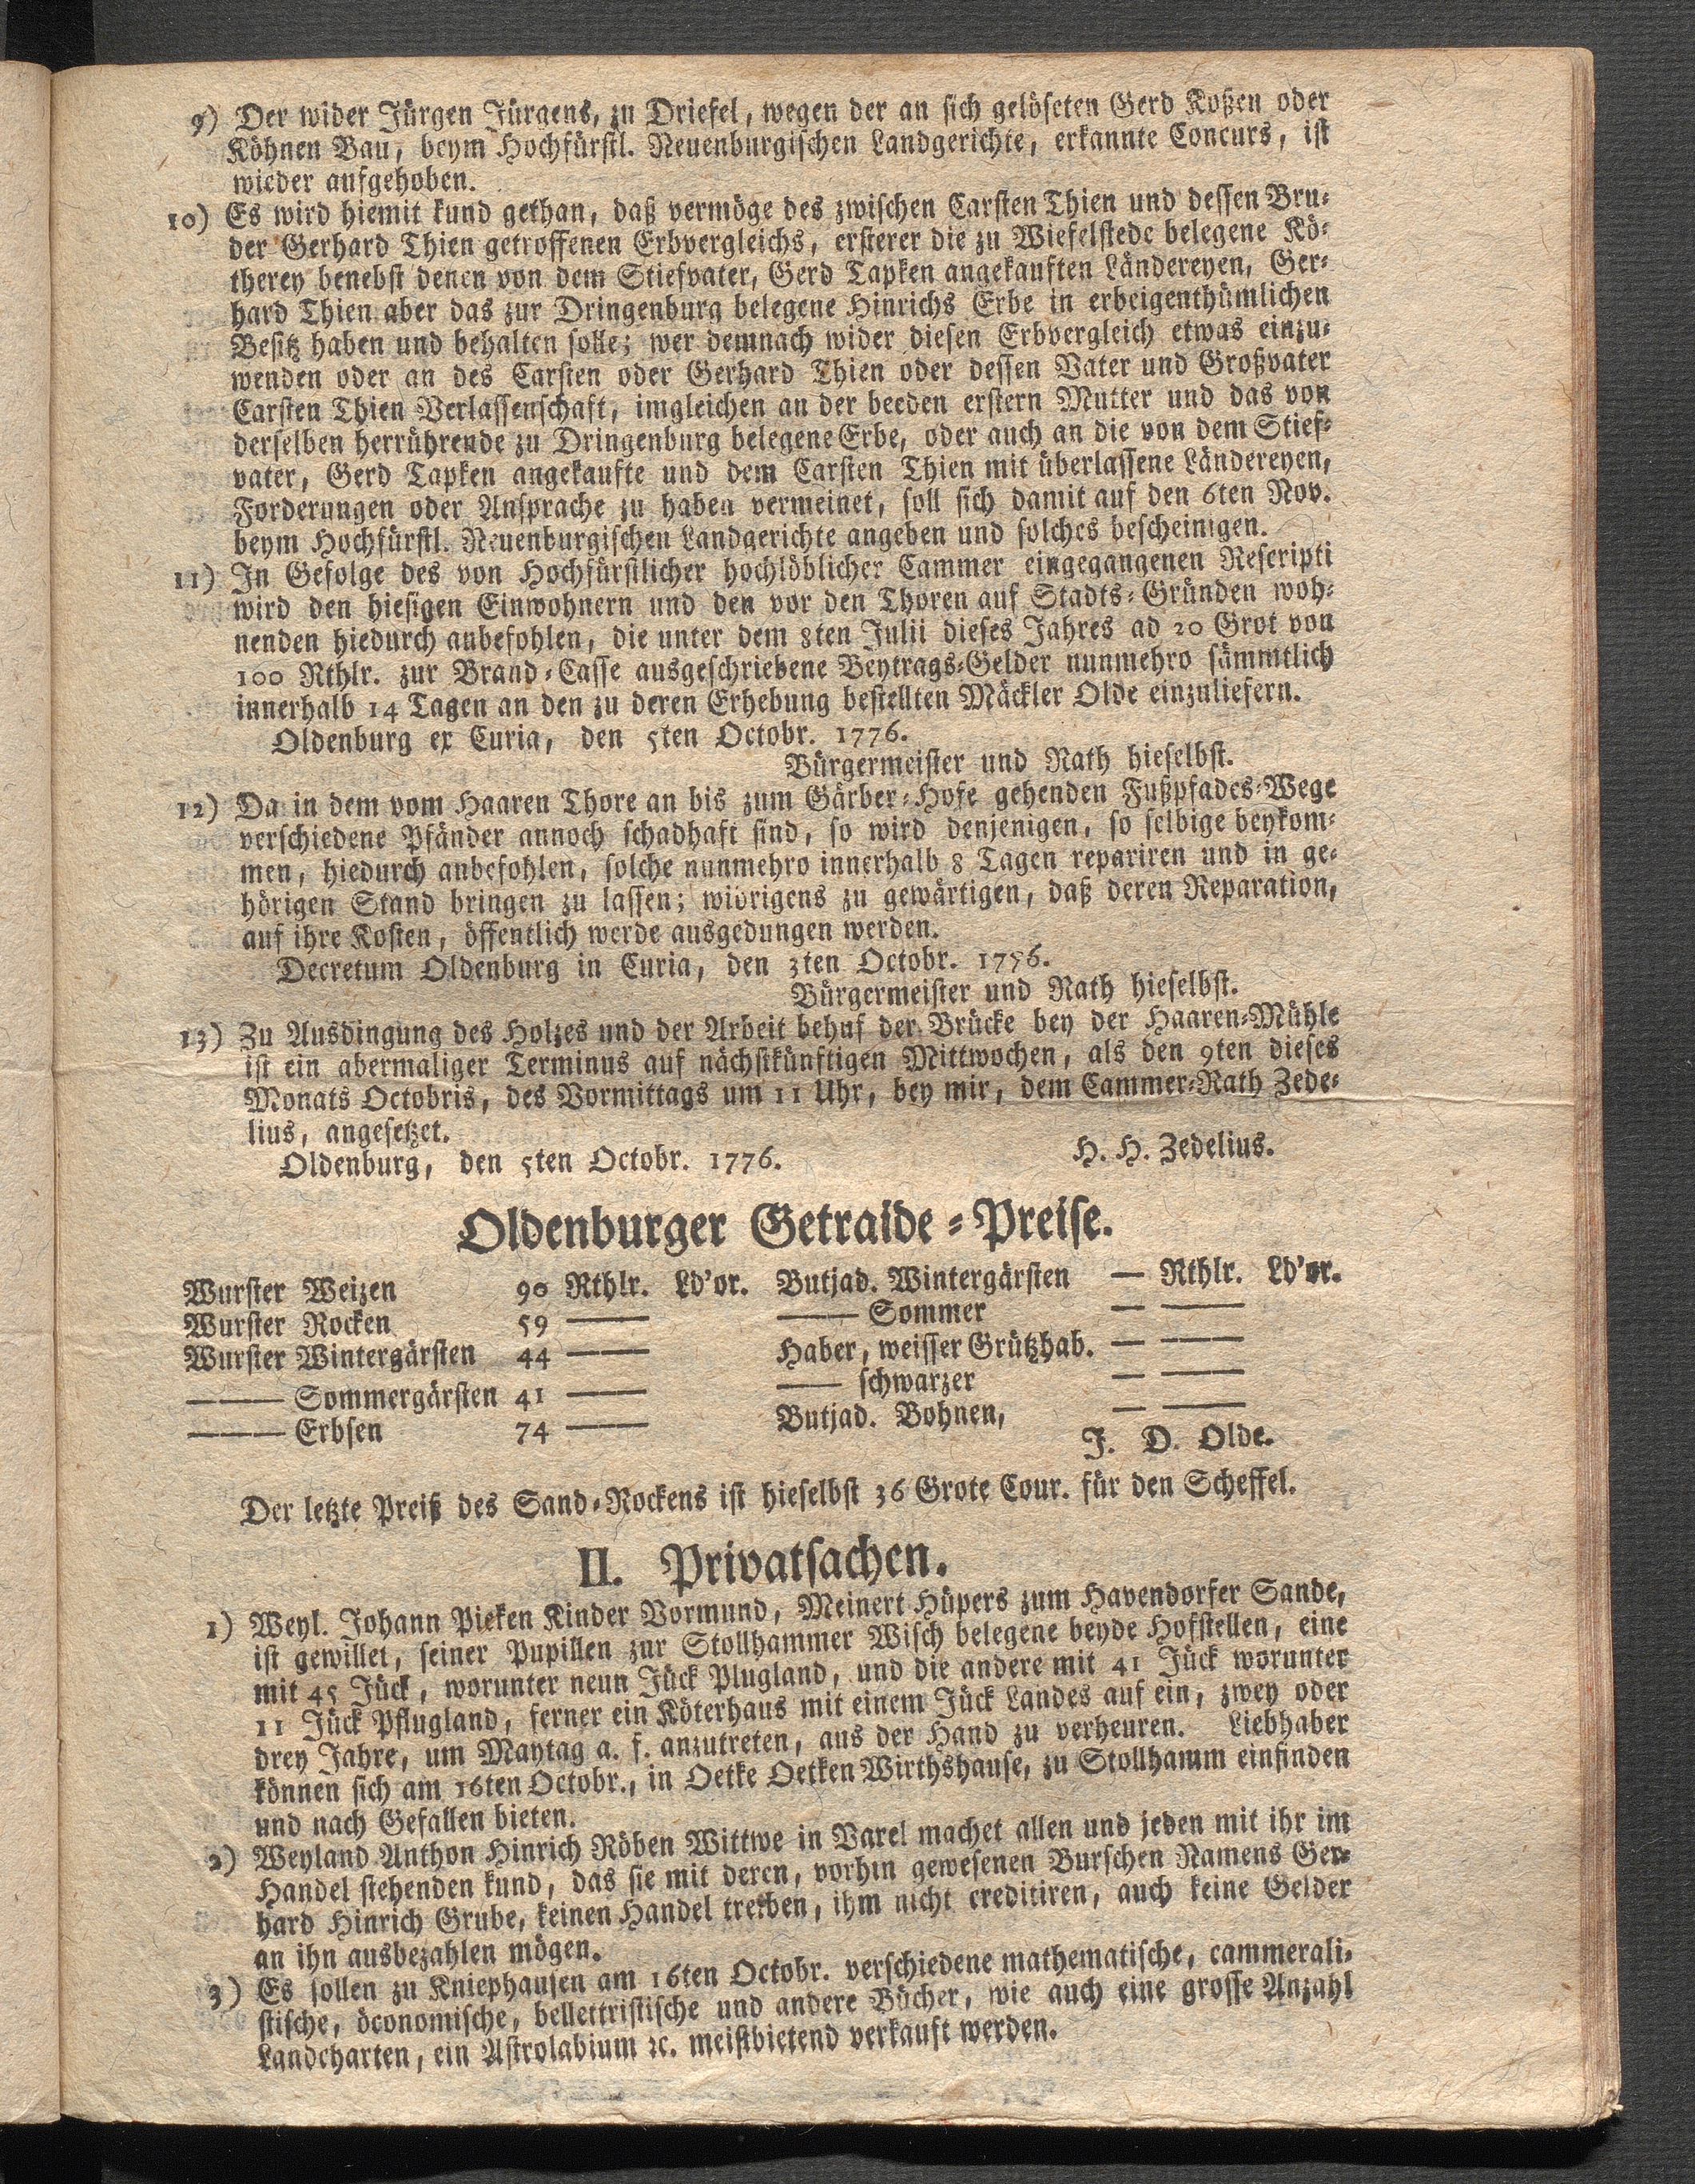 9) Der wider Jürgen Jürgens, zu Driefel, wegen der an sich gelöseten Gerd Koßen oder
Köhnen Bau, beym Hochfürstl. Neuenburgischen Landgerichte, erkannte Concurs, ist
wieder aufgehoben.
10) Es wird hiemit kund gethan, daß vermöge des zwischen Carsten Thien und dessen Bru-
der Gerhard Thien getroffenen Erbvergleichs, ersterer die zu Wiefelstede belegene Kö-
therey benebst denen von dem Stiefvater, Gerd Tapken angekauften Ländereyen, Ger-
hard Thien aber das zur Dringenburg belegene Hinrichs Erbe in erbeigenthümlichen
Besitz haben und behalten solle; wer demnach wider diesen Erbvergleich etwas einzu-
wenden oder an des Carsten oder Gerhard Thien oder dessen Vater und Großvater
Carsten Thien Verlassenschaft, imgleichen an der beeden erstern Mutter und das von
derselben herrührende zu Dringenburg belegene Erbe, oder auch an die von dem Stief-
vater, Gerd Tapken angekaufte und dem Carsten Thien mit überlassene Ländereyen,
Forderungen oder Ansprache zu haben vermeinet, soll sich damit auf den 6ten Nov.
beym Hochfürstl. Neuenburgischen Landgerichte angeben und solches bescheinigen.
11) In Gefolge des von Hochfürstlicher hochlöblicher Cammer eingegangenen Rescripti
wird den hiesigen Einwohnern und den vor den Thoren auf Stadts-Gründen woh-
nenden hiedurch anbefohlen, die unter dem 8ten Julii dieses Jahres ad 20 Grot von
100 Rthlr. zur Brand-Casse ausgeschriebene Beytrags-Gelder nunmehro sämmtlich
innerhalb 14 Tagen an den zu deren Erhebung bestellten Mäckler Olde einzuliefern.
Oldenburg ex Curia, den 5ten Octobr. 1776.
Bürgermeister und Rath hieselbst.
12) Da in dem vom Haaren Thore an bis zum Gärber-Hofe gehenden Fußpfades-Wege
verschiedene Pfänder annoch schadhaft sind, so wird denjenigen, so selbige beykom-
men, hiedurch anbefohlen, solche nunmehro innerhalb 8 Tagen repariren und in ge-
hörigen Stand bringen zu lassen; widrigens zu gewärtigen, daß deren Reparation,
auf ihre Kosten, öffentlich werde ausgedungen werden.
Decretum Oldenburg in Curia, den 3ten Octobr. 1776.
Bürgermeister und Rath hieselbst.
13) Zu Ausdingung des Holzes und der Arbeit behuf der Brücke bey der Haaren-Mühle
ist ein abermaliger Terminus auf nächstkünftigen Mittwochen, als den 9ten dieses
Monats Octobris, des Vormittags um 11 Uhr, bey mir, dem Cammer-Rath Zede-
lius, angesetzet.
Oldenburg, den 5ten Octobr. 1776. H. H. Zedelius.
Oldenburger Getraide-Preise.
Wurster Weizen 90 Rthlr. Ld'or. Butjad. Wintergärsten — Rthlr. Ld'or.
Wurster Rocken 59 —— —— Sommer — ——
Wurster Wintergärsten 44 —— Haber, weisser Grützhab. — ——
——— Sommergärsten 41 —— —— schwarzer — ——
——— Erbsen 74 —— Butjad. Bohnen, — ——
J. D. Olde.
Der letzte Preiß des Sand-Rockens ist hieselbst 36 Grote Cour. für den Scheffel.
II. Privatsachen.
1) Weyl. Johann Pieken Kinder Vormund, Meinert Hüpers zum Havendorfer Sande,
ist gewillet, seiner Pupillen zur Stollhammer Wisch belegene beyde Hofstellen, eine
mit 45 Jück, worunter neun Jück Plugland, und die andere mit 41 Jück worunter
11 Jück Pflugland, ferner ein Köterhaus mit einem Jück Landes auf ein, zwey oder
drey Jahre, um Maytag a. f. anzutreten, aus der Hand zu verheuren. Liebhaber
können sich am 16ten Octobr., in Oetke Oetken Wirthshause, zu Stollhamm einfinden
und nach Gefallen bieten.
2) Weyland Anthon Hinrich Röben Wittwe in Varel machet allen und jeden mit ihr im
Handel stehenden kund, das sie mit deren, vorhin gewesenen Burschen Namens Ger-
hard Hinrich Grube, keinen Handel treiben, ihm nicht creditiren, auch keine Gelder
an ihn ausbezahlen mögen.
3) Es sollen zu Kniephausen am 16ten Octobr. verschiedene mathematische, cammerali-
stische, öconomische, bellettristische und andere Bücher, wie auch eine grosse Anzahl
Landcharten, ein Astrolabium ꝛc. meistbietend verkauft werden.